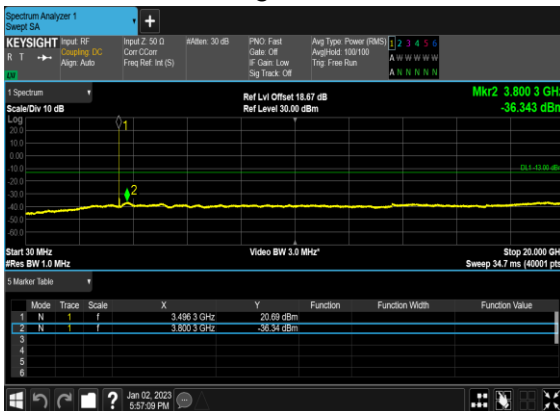 Spectrum Analyzer 1
Swept SA
KEYSIGHT Input: RF Input Z: 50 Ω #Atten: 30 dB PNO: Fast Avg Type: Power (RMS) 1 2 3 4 5 6
R T Coupling: DC Corr CCorr Gate: Off Avg|Hold: 100/100 A W W W W W
Align: Auto Freq Ref: Int (S) IF Gain: Low Trig: Free Run
Sig Track: Off A N N N N N
1 Spectrum Ref Lvl Offset 18.67 dB Mkr2 3.800 3 GHz
Scale/Div 10 dB Ref Level 30.00 dBm -36.343 dBm
Log
20.0
10.0
0.00
-10.0
-20.0
-30.0
-40.0
-50.0
-60.0
1
2
DL1 -13.00 dBm
Start 30 MHz Video BW 3.0 MHz* Stop 20.000 GH
#Res BW 1.0 MHz Sweep 34.7 ms (40001 pts
5 Marker Table
Mode Trace Scale X Y Function Function Width Function Value
1 N 1 f 3.496 3 GHz 20.69 dBm
2 N 1 f 3.800 3 GHz -36.34 dBm
3
4
5
6
Jan 02, 2023
5:57:09 PM